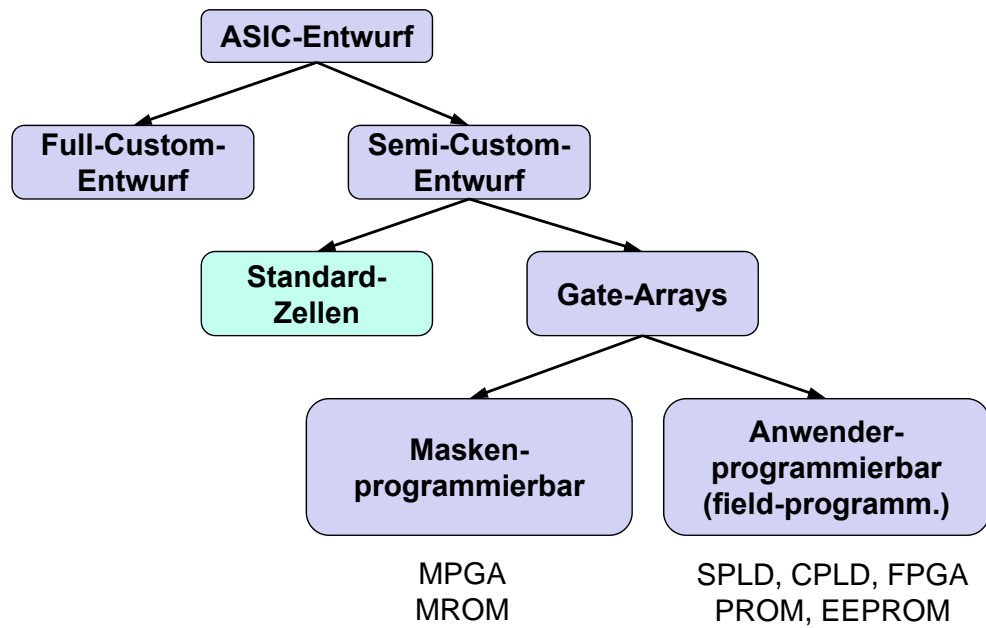 ASIC-Entwurf
Full-Custom-
Entwurf
Semi-Custom-
Entwurf
Standard-
Zellen
Gate-Arrays
Masken-
programmierbar
Anwender-
programmierbar
(field-programm.)
MPGA
MROM
SPLD, CPLD, FPGA
PROM, EEPROM